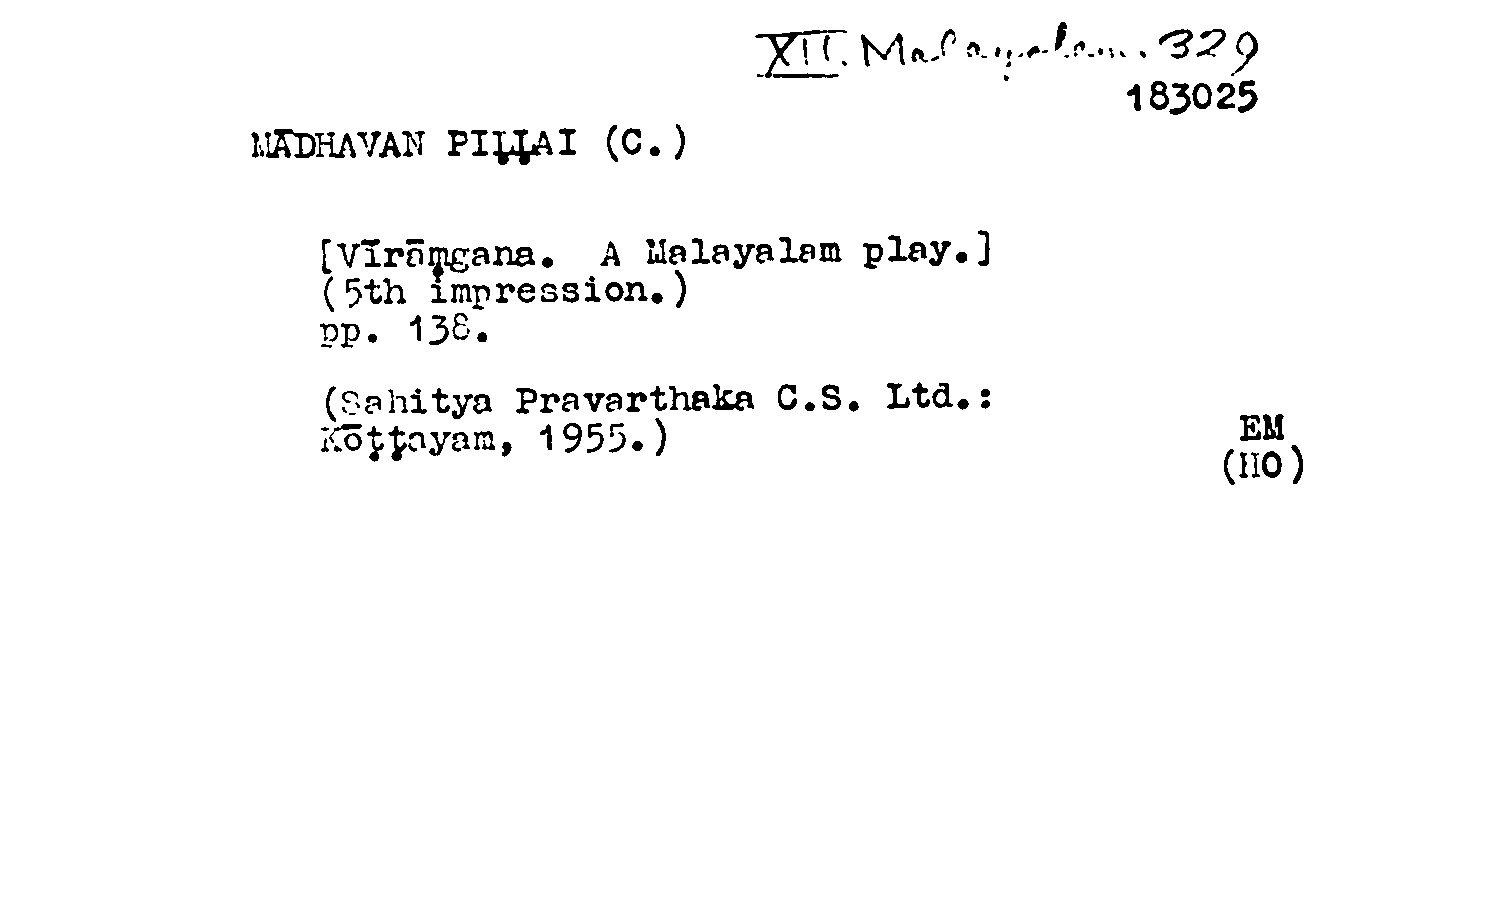 XII. Malayalam. 329
183025
MĀDHAVAN PIḶḶAI (C.)
[Vīrāṃgana. A Malayalam play.]
(5th impression.)
pp. 138.
(Sahitya Pravarthaka C.S. Ltd.:
Kōṭṭayam, 1955.)
EM
(HO)